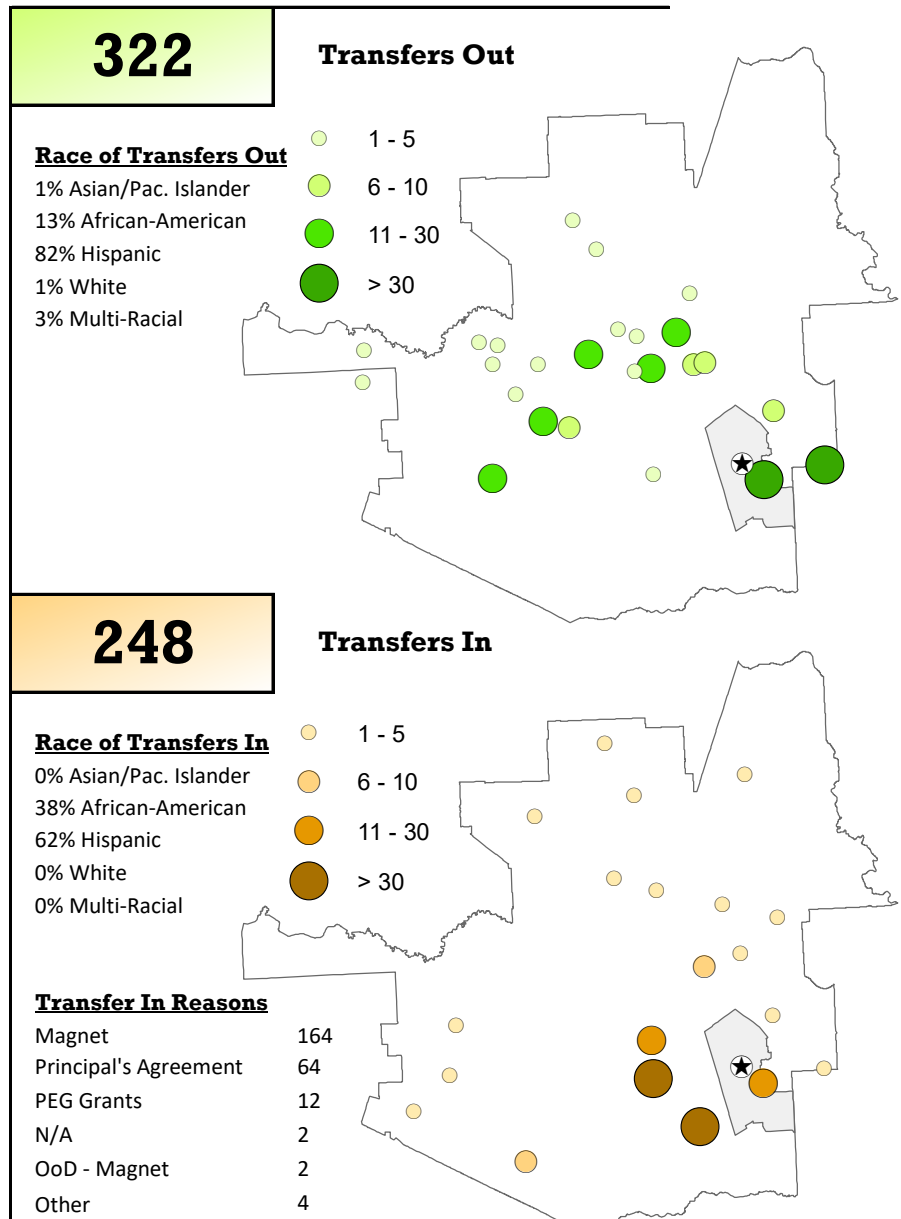 322
Transfers Out
Race of Transfers Out
1% Asian/Pac. Islander
13% African-American
82% Hispanic
1% White
3% Multi-Racial
1 - 5
6 - 10
11 - 30
> 30
248
Transfers In
Race of Transfers In
0% Asian/Pac. Islander
38% African-American
62% Hispanic
0% White
0% Multi-Racial
1 - 5
6 - 10
11 - 30
> 30
Transfer In Reasons
Magnet 164
Principal's Agreement 64
PEG Grants 12
N/A 2
OoD - Magnet 2
Other 4